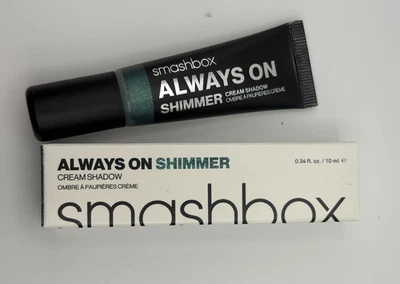 smashbox
ALWAYS ON
SHIMMER
CREAM SHADOW
OMBRE À PAUPIÈRES CRÈME
ALWAYS ON SHIMMER
CREAM SHADOW
OMBRE À PAUPIÈRES CRÈME
0.34 fl. oz. / 10 ml ℮
smashbox